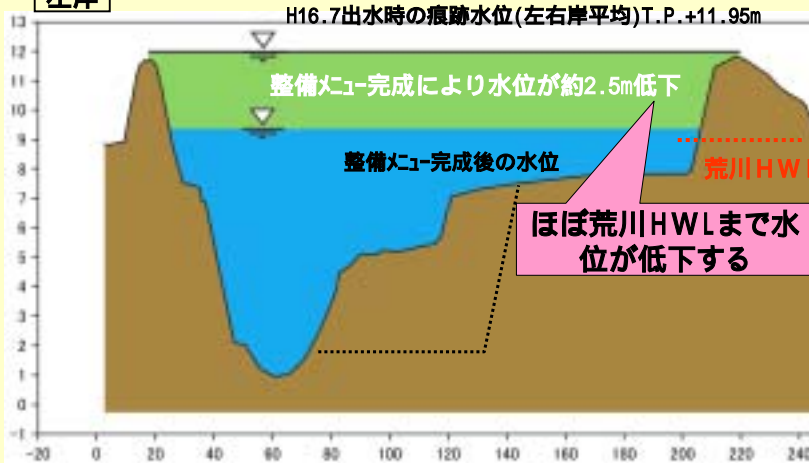 左岸
H16.7出水時の痕跡水位(左右岸平均)T.P.+11.95m
整備メニュー完成により水位が約2.5m低下
整備メニュー完成後の水位
荒川HWL
ほぼ荒川HWLまで水
位が低下する
13
12
11
10
9
8
7
6
5
4
3
2
1
0
-1
-20 0 20 40 60 80 100 120 140 160 180 200 220 240